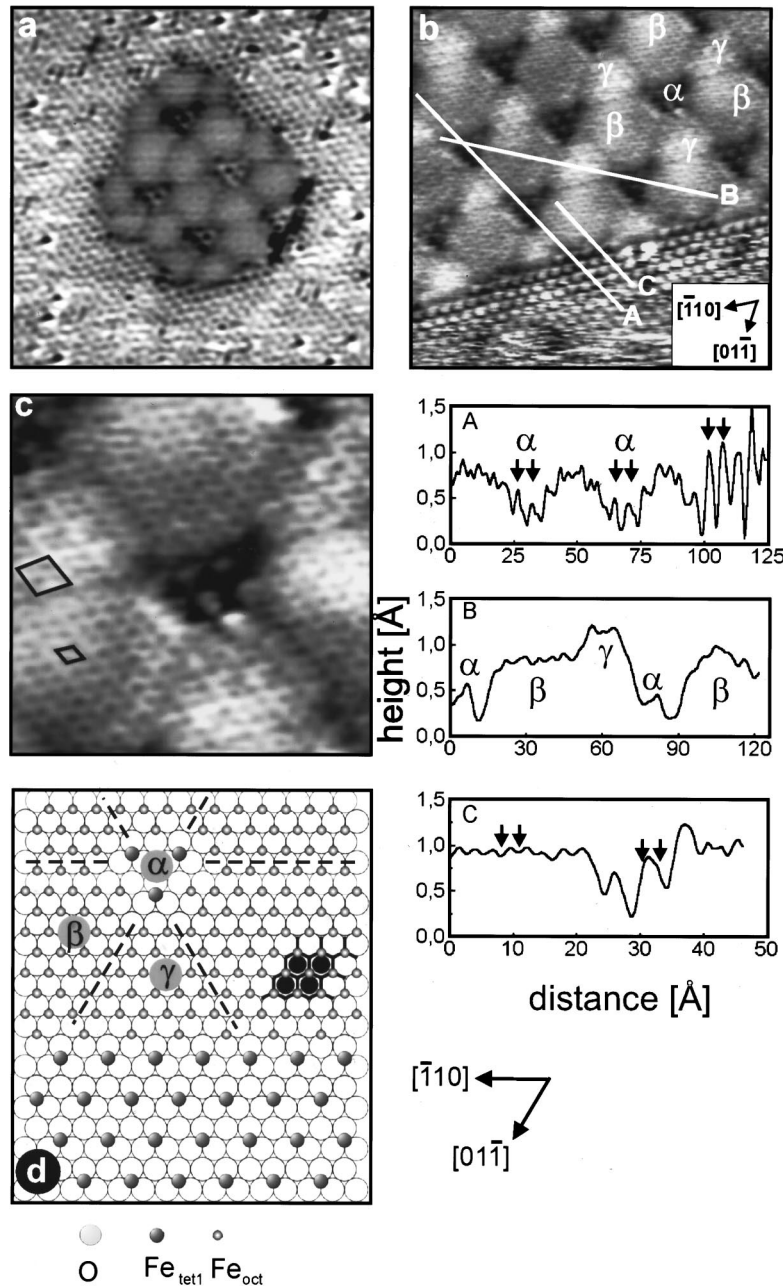 a
b
β
γ
γ
α
β
β
γ
B
C
A
[1̅10]
[011̅]
c
height [Å]
A
α
α
1,5
1,0
0,5
0,0
0 25 50 75 100 125
B
γ
α
β
α
β
1,5
1,0
0,5
0,0
0 30 60 90 120
C
1,5
1,0
0,5
0,0
0 10 20 30 40 50
distance [Å]
α
β
γ
d
[1̅10]
[011̅]
O Fe_tet1 Fe_oct